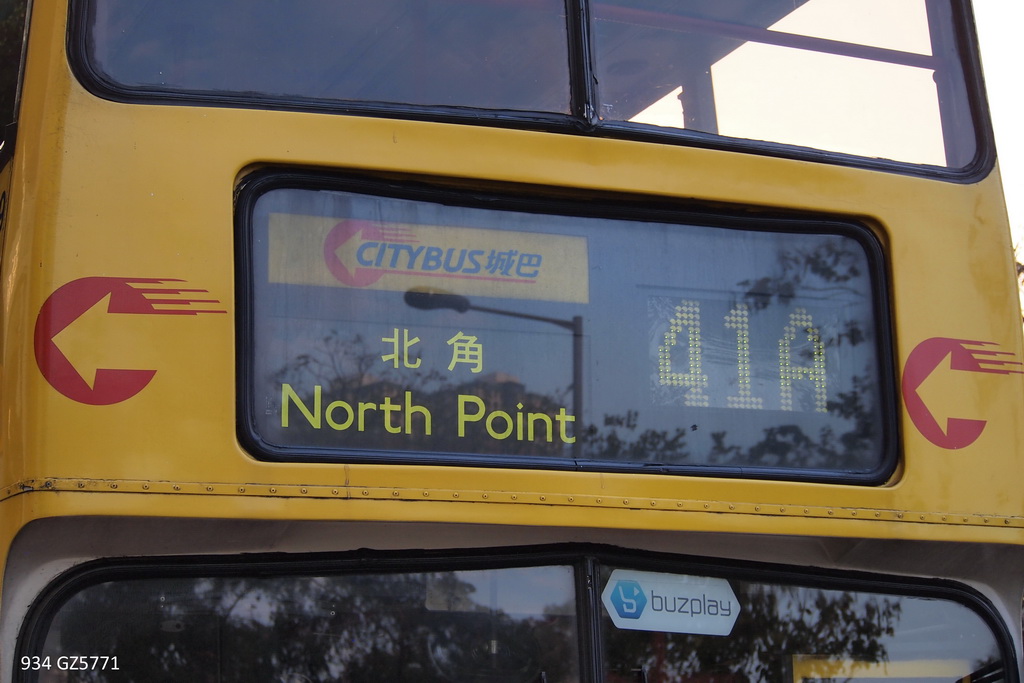 CITYBUS城巴
北角
North Point
41A
buzplay
934 GZ5771